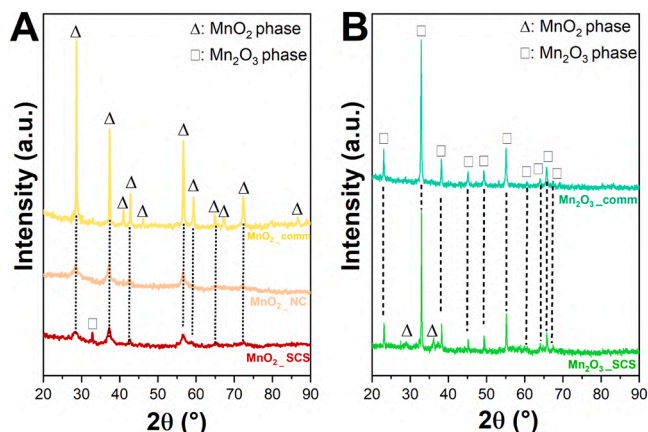 A
Δ: MnO₂ phase
□: Mn₂O₃ phase
Δ
Δ
Δ
Δ
Δ
Δ
Δ
Δ
Δ
Δ
Δ
MnO₂_comm
MnO₂_NC
□
MnO₂_SCS
Intensity (a.u.)
20 30 40 50 60 70 80 90
2θ (°)
B
Δ: MnO₂ phase
□: Mn₂O₃ phase
□
□
□
□
□
□
□
□
□
□
Mn₂O₃_comm
Δ
Δ
Mn₂O₃_SCS
Intensity (a.u.)
20 30 40 50 60 70 80 90
2θ (°)